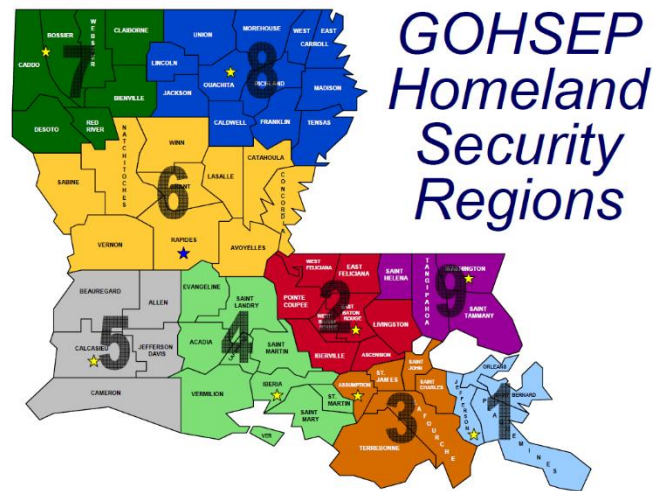 GOHSEP
Homeland
Security
Regions
CADDO
BOSSIER
WEBSTER
CLAIBORNE
BIENVILLE
DESOTO
RED
RIVER
7
UNION
MOREHOUSE
WEST
CARROLL
EAST
LINCOLN
OUACHITA
RICHLAND
MADISON
JACKSON
CALDWELL
FRANKLIN
TENSAS
8
NATCHITOCHES
WINN
SABINE
GRANT
LASALLE
CATAHOULA
CONCORDIA
VERNON
RAPIDES
AVOYELLES
6
BEAUREGARD
ALLEN
CALCASIEU
JEFFERSON
DAVIS
CAMERON
5
EVANGELINE
SAINT
LANDRY
ACADIA
SAINT
MARTIN
VERMILION
IBERIA
ST.
MARTIN
SAINT
MARY
VER.
4
WEST
FELICIANA
EAST
FELICIANA
POINTE
COUPEE
EAST
BATON
ROUGE
LIVINGSTON
IBERVILLE
ASCENSION
2
SAINT
HELENA
TANGIPAHOA
WASHINGTON
SAINT
TAMMANY
9
ASSUMPTION
ST.
JAMES
SAINT
JOHN
SAINT
CHARLES
LAFOURCHE
TERREBONNE
3
ORLEANS
JEFFERSON
SAINT BERNARD
PLAQUEMINES
1